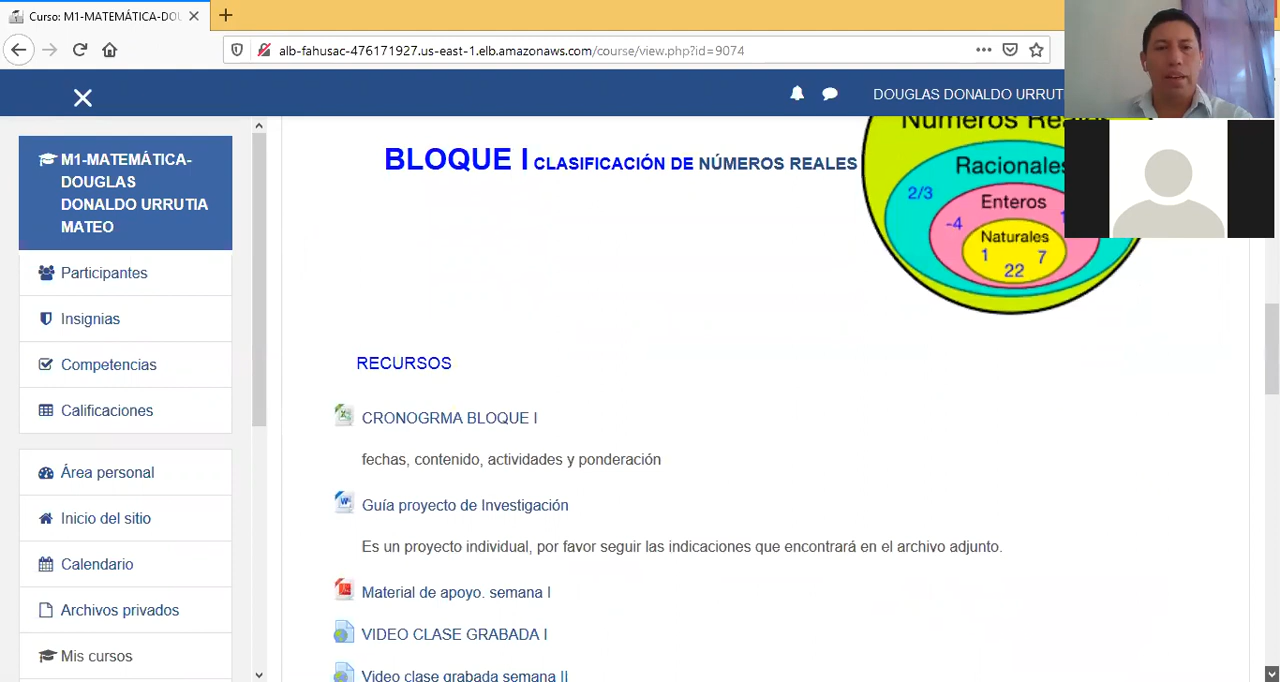 Curso: M1-MATEMÁTICA-DOU
alb-fahusac-476171927.us-east-1.elb.amazonaws.com/course/view.php?id=9074
DOUGLAS DONALDO URRUT
M1-MATEMÁTICA-
DOUGLAS
DONALDO URRUTIA
MATEO
Participantes
Insignias
Competencias
Calificaciones
Área personal
Inicio del sitio
Calendario
Archivos privados
Mis cursos
BLOQUE I CLASIFICACIÓN DE NÚMEROS REALES
Números Rea
Racionales
2/3
Enteros
-4
1
Naturales
1
7
22
RECURSOS
CRONOGRMA BLOQUE I
fechas, contenido, actividades y ponderación
Guía proyecto de Investigación
Es un proyecto individual, por favor seguir las indicaciones que encontrará en el archivo adjunto.
Material de apoyo. semana I
VIDEO CLASE GRABADA I
Video clase grabada semana II